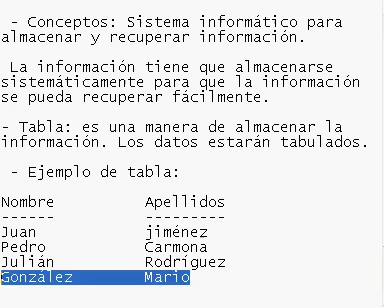 - Conceptos: Sistema informático para
almacenar y recuperar información.
La información tiene que almacenarse
sistemáticamente para que la información
se pueda recuperar fácilmente.
- Tabla: es una manera de almacenar la
información. Los datos estarán tabulados.
- Ejemplo de tabla:
Nombre Apellidos
------ ---------
Juan jiménez
Pedro Carmona
Julián Rodríguez
González Mario